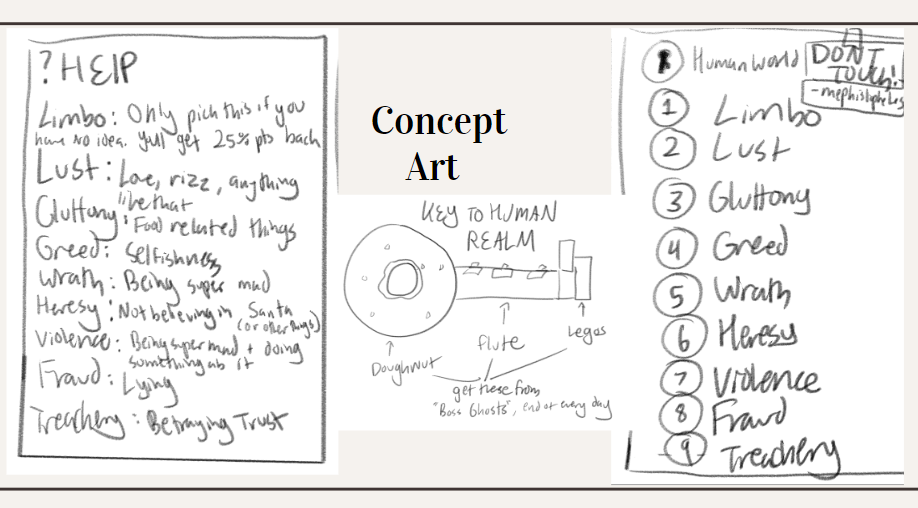 ? HElP
Limbo: Only pick this if you
have no idea. Yull get 25% pts back
Lust: Love, rizz, anything
like that
Gluttony: Food related things
Greed: Selfishness
Wrath: Being super mad
Heresy: Not believing in Santa
(or other things)
Violence: Being super mad + doing
something ab it
Fraud: Lying
Treachery: Betraying Trust
Concept
Art
KEY TO HUMAN
REALM
Doughnut
flute
Legos
get these from
"Boss Ghosts", end of every day
Human World
DON'T
TOUCH!
-mephistopheles
1 Limbo
2 Lust
3 Gluttony
4 Greed
5 Wrath
6 Heresy
7 Violence
8 Fraud
9 Treachery